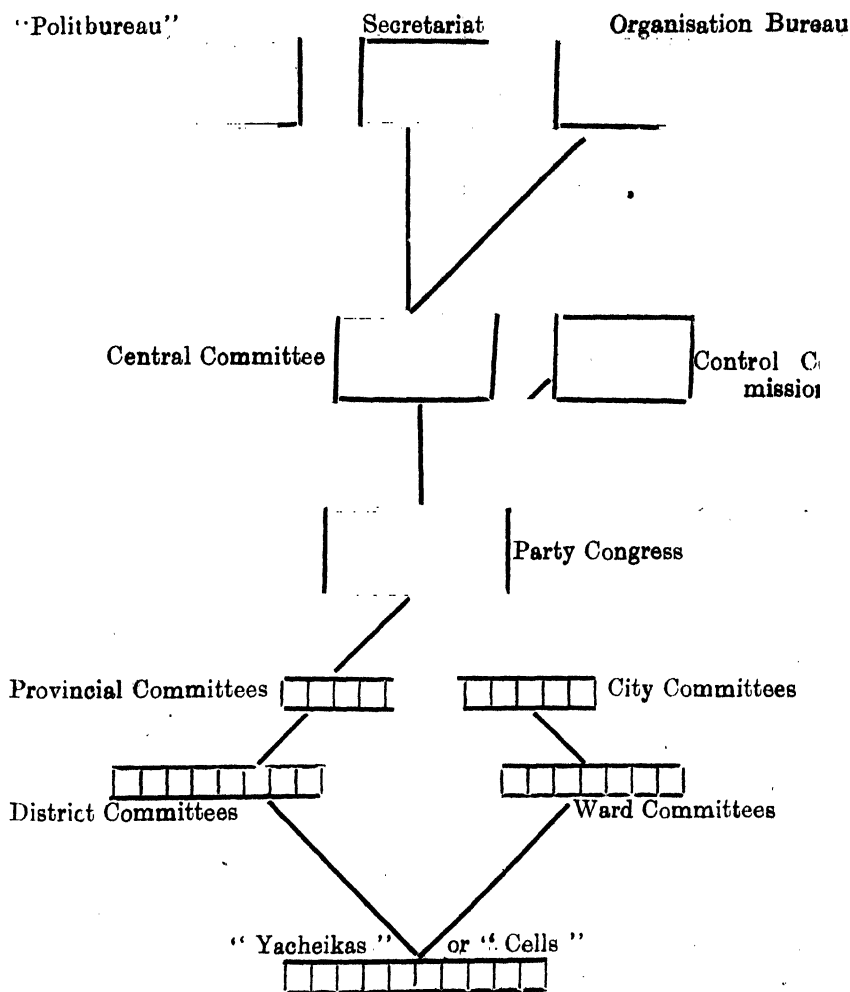 "Politbureau"
Secretariat
Organisation Bureau
Central Committee
Control
Party Congress
Provincial Committees
City Committees
District Committees
Ward Committees
"Yacheikas" or "Cells"